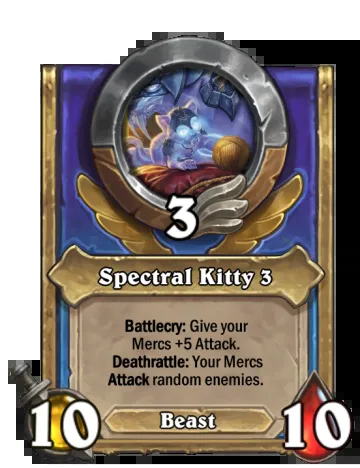 3
Spectral Kitty 3
Battlecry: Give your
Mercs +5 Attack.
Deathrattle: Your Mercs
Attack random enemies.
10
Beast
10